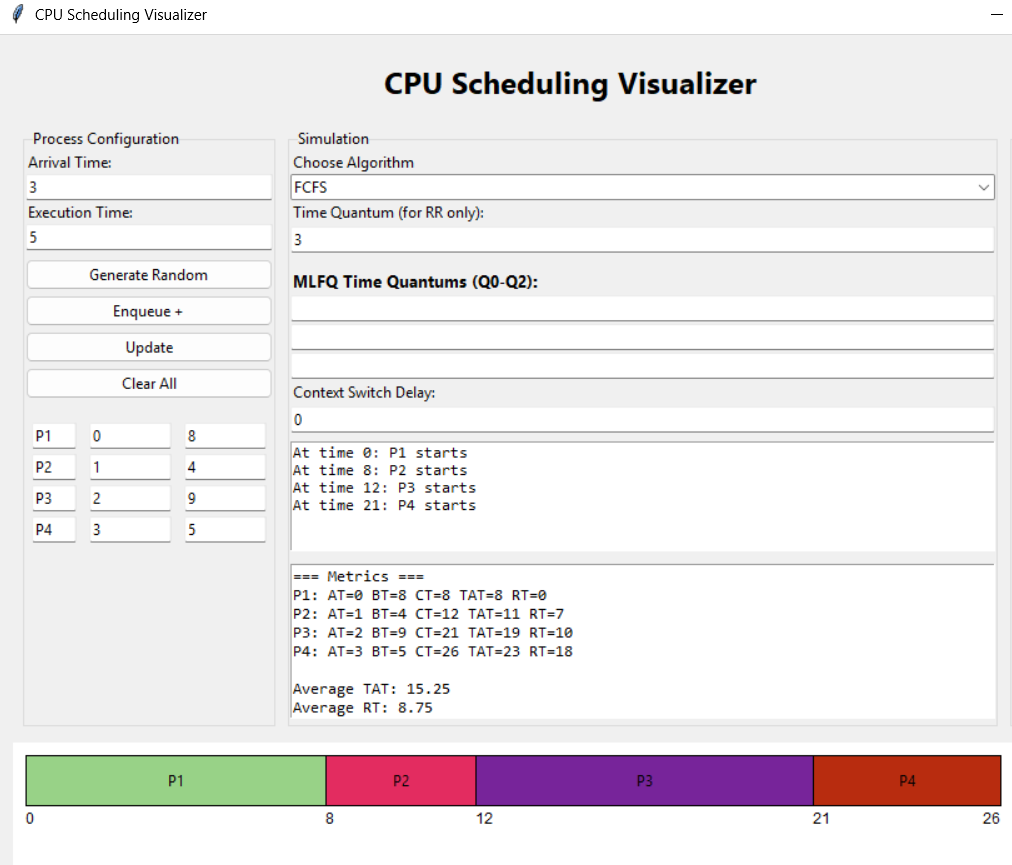 CPU Scheduling Visualizer
CPU Scheduling Visualizer
Process Configuration
Arrival Time:
3
Execution Time:
5
Generate Random
Enqueue +
Update
Clear All
P1 0 8
P2 1 4
P3 2 9
P4 3 5
Simulation
Choose Algorithm
FCFS
Time Quantum (for RR only):
3
MLFQ Time Quantums (Q0-Q2):
Context Switch Delay:
0
At time 0: P1 starts
At time 8: P2 starts
At time 12: P3 starts
At time 21: P4 starts
=== Metrics ===
P1: AT=0 BT=8 CT=8 TAT=8 RT=0
P2: AT=1 BT=4 CT=12 TAT=11 RT=7
P3: AT=2 BT=9 CT=21 TAT=19 RT=10
P4: AT=3 BT=5 CT=26 TAT=23 RT=18
Average TAT: 15.25
Average RT: 8.75
P1 P2 P3 P4
0 8 12 21 26